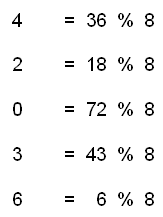 4 = 36 % 8
2 = 18 % 8
0 = 72 % 8
3 = 43 % 8
6 = 6 % 8